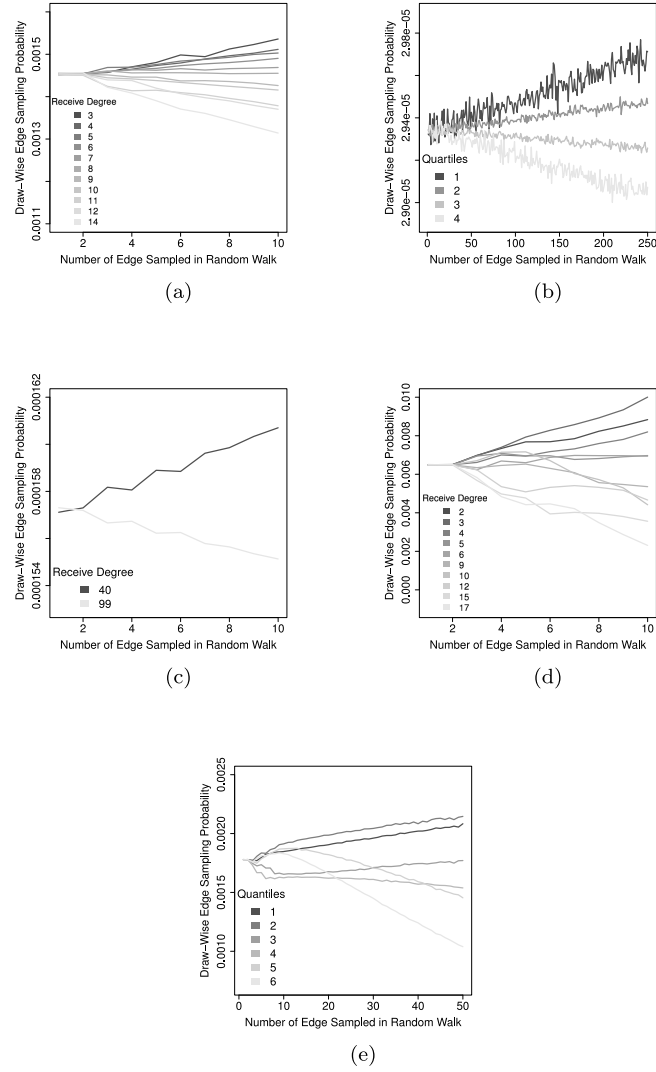 Draw−Wise Edge Sampling Probability
0.0015
0.0013
0.0011
Receive Degree
3
4
5
6
7
8
9
10
11
12
14
2 4 6 8 10
Number of Edge Sampled in Random Walk
(a)
Draw−Wise Edge Sampling Probability
2.98e−05
2.94e−05
2.90e−05
Quartiles
1
2
3
4
0 50 100 150 200 250
Number of Edge Sampled in Random Walk
(b)
Draw−Wise Edge Sampling Probability
0.000162
0.000158
0.000154
Receive Degree
40
99
2 4 6 8 10
Number of Edge Sampled in Random Walk
(c)
Draw−Wise Edge Sampling Probability
0.010
0.008
0.006
0.004
0.002
0.000
Receive Degree
2
3
4
5
6
9
10
12
15
17
2 4 6 8 10
Number of Edge Sampled in Random Walk
(d)
Draw−Wise Edge Sampling Probability
0.0025
0.0020
0.0015
0.0010
Quantiles
1
2
3
4
5
6
0 10 20 30 40 50
Number of Edge Sampled in Random Walk
(e)